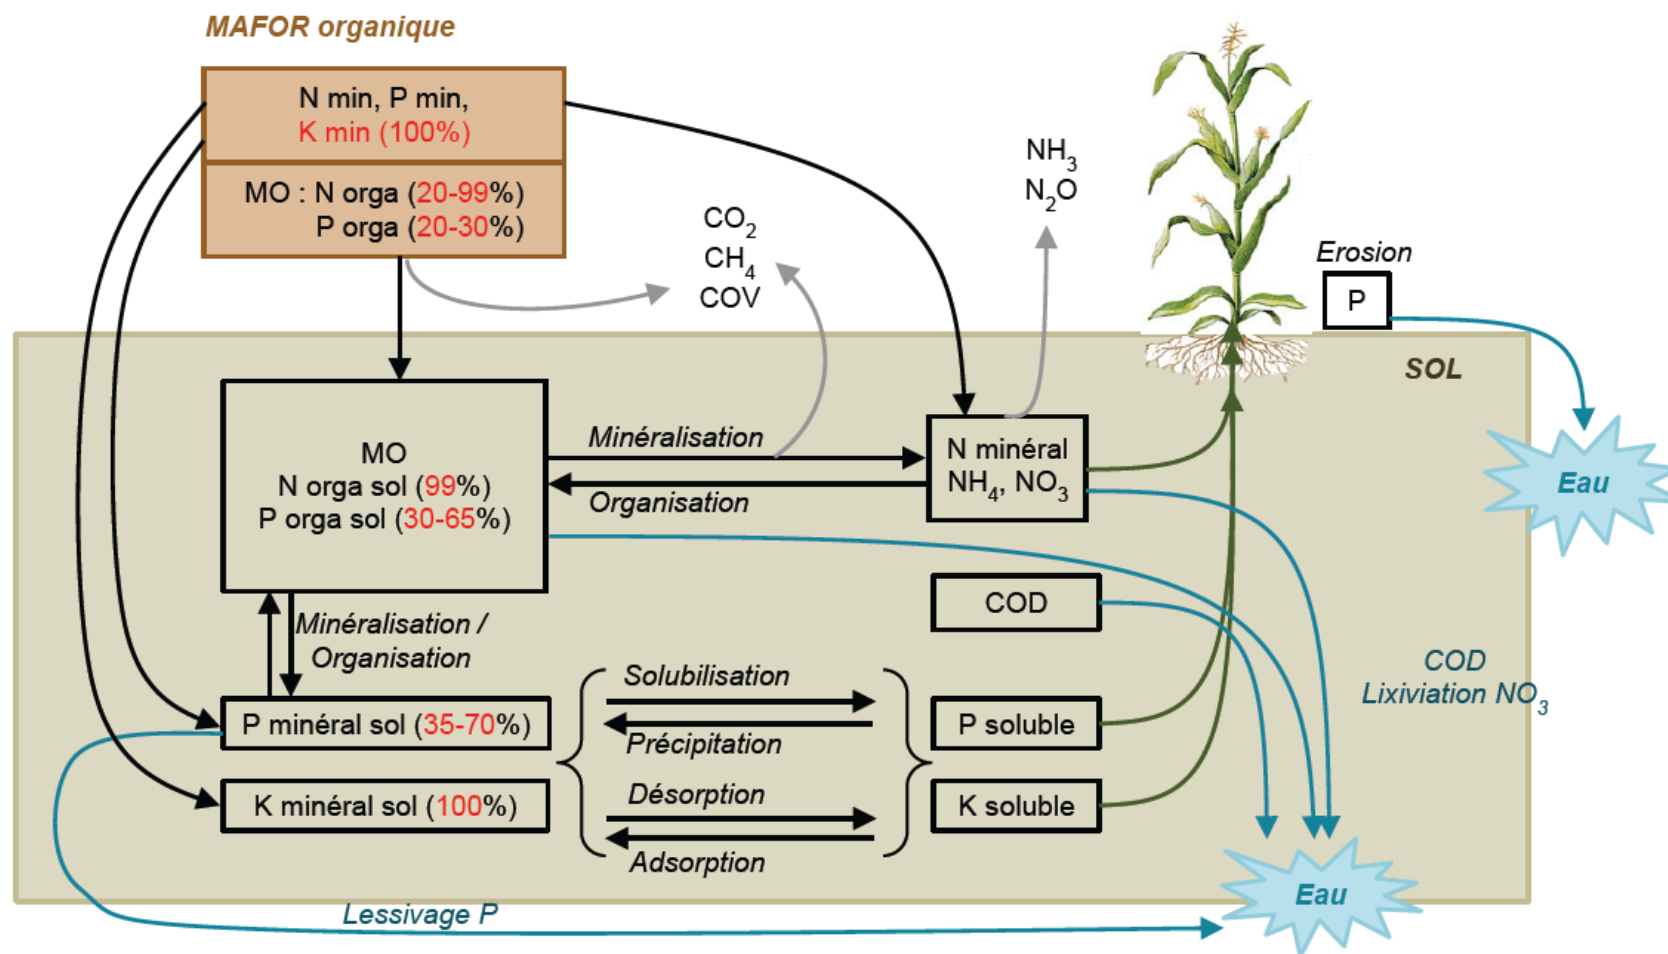 MAFOR organique
N min, P min,
K min (100%)
MO : N orga (20-99%)
P orga (20-30%)
CO2
CH4
COV
NH3
N2O
Erosion
P
SOL
Eau
MO
N orga sol (99%)
P orga sol (30-65%)
Minéralisation
Organisation
N minéral
NH4, NO3
COD
Minéralisation /
Organisation
P minéral sol (35-70%)
K minéral sol (100%)
Solubilisation
Précipitation
Désorption
Adsorption
P soluble
K soluble
COD
Lixiviation NO3
Lessivage P
Eau